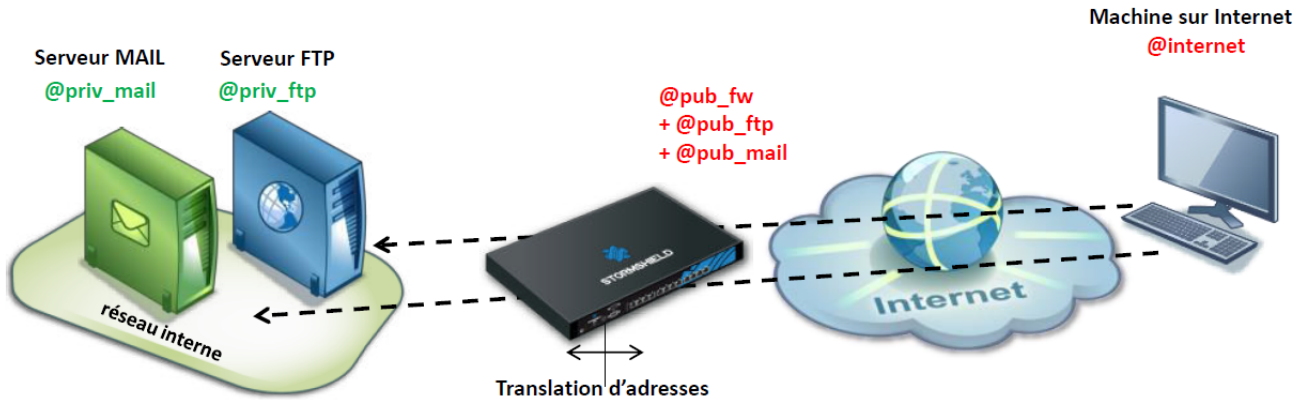 Machine sur Internet
@internet
Serveur MAIL
@priv_mail
Serveur FTP
@priv_ftp
@pub_fw
+ @pub_ftp
+ @pub_mail
STORMSHIELD
Internet
réseau interne
Translation d’adresses